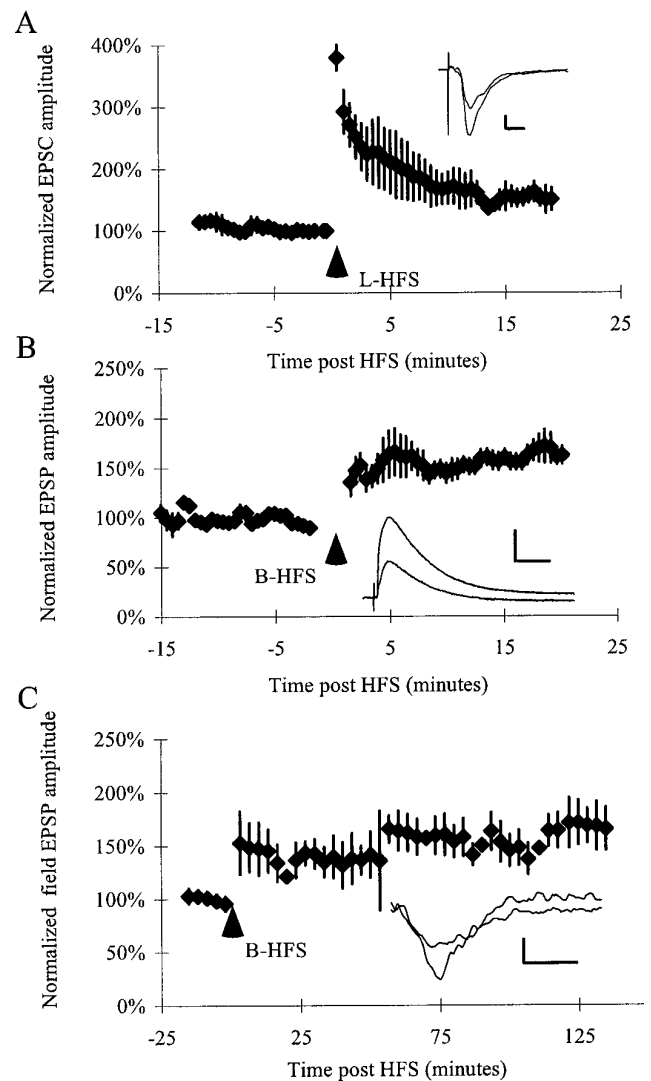 A
Normalized EPSC amplitude
400%
300%
200%
100%
0%
L-HFS
-15
-5
5
15
25
Time post HFS (minutes)
B
Normalized EPSP amplitude
250%
200%
150%
100%
50%
0%
B-HFS
-15
-5
5
15
25
Time post HFS (minutes)
C
Normalized field EPSP amplitude
250%
200%
150%
100%
50%
0%
B-HFS
-25
25
75
125
Time post HFS (minutes)